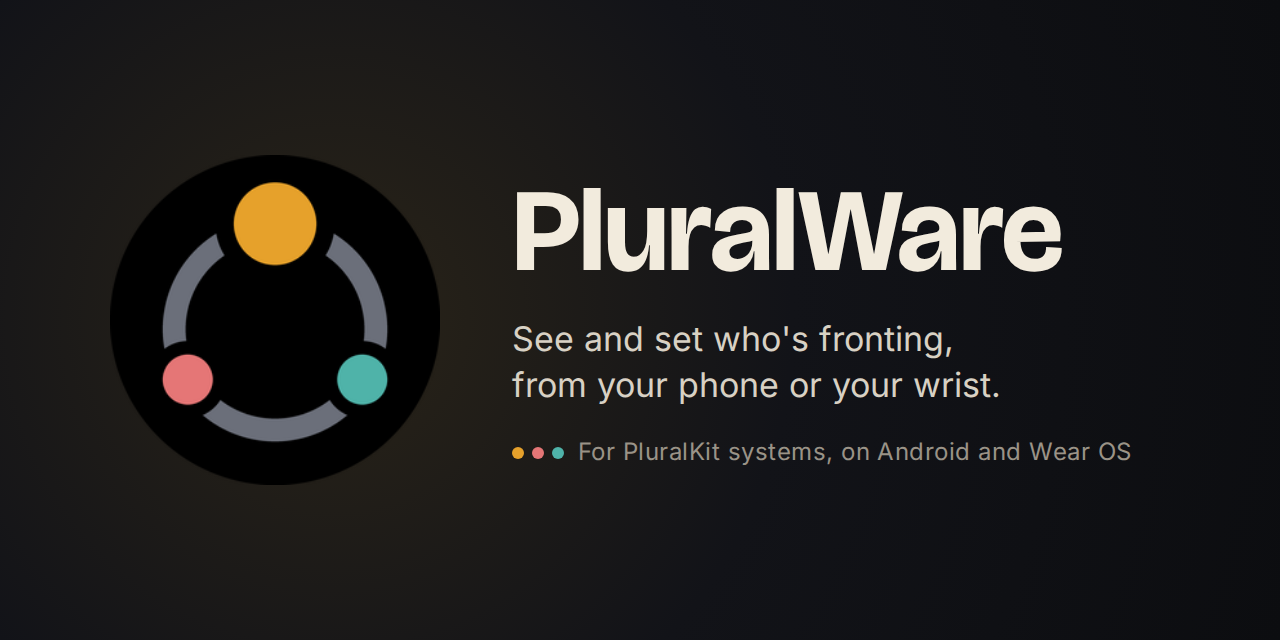 PluralWare
See and set who's fronting,
from your phone or your wrist.
For PluralKit systems, on Android and Wear OS